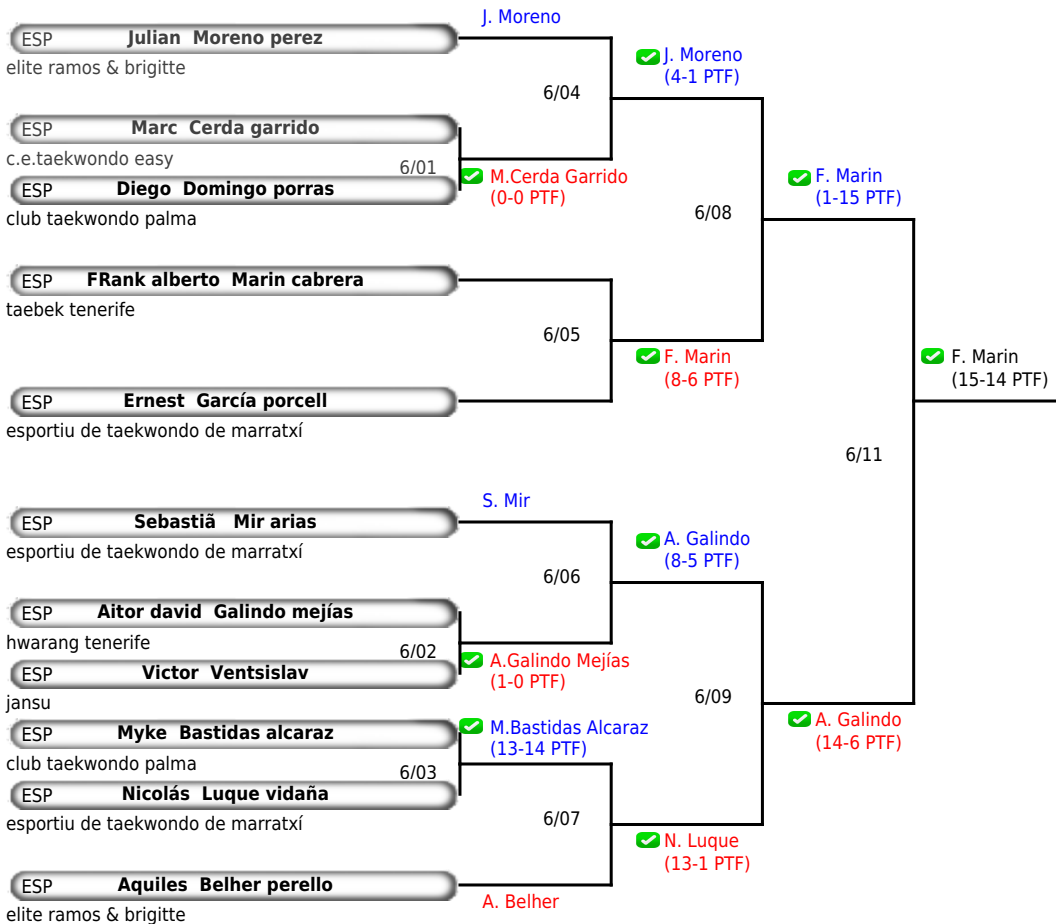 J. Moreno
ESP Julian Moreno perez
elite ramos & brigitte
J. Moreno
(4-1 PTF)
6/04
ESP Marc Cerda garrido
c.e.taekwondo easy
6/01
M.Cerda Garrido
(0-0 PTF)
F. Marin
(1-15 PTF)
ESP Diego Domingo porras
club taekwondo palma
6/08
ESP FRank alberto Marin cabrera
taebek tenerife
6/05
F. Marin
(8-6 PTF)
F. Marin
(15-14 PTF)
ESP Ernest García porcell
esportiu de taekwondo de marratxí
6/11
S. Mir
ESP Sebastiã Mir arias
esportiu de taekwondo de marratxí
A. Galindo
(8-5 PTF)
6/06
ESP Aitor david Galindo mejías
hwarang tenerife
6/02
A.Galindo Mejías
(1-0 PTF)
ESP Victor Ventsislav
jansu
6/09
A. Galindo
(14-6 PTF)
ESP Myke Bastidas alcaraz
club taekwondo palma
M.Bastidas Alcaraz
(13-14 PTF)
6/03
ESP Nicolás Luque vidaña
esportiu de taekwondo de marratxí
6/07
N. Luque
(13-1 PTF)
ESP Aquiles Belher perello
A. Belher
elite ramos & brigitte